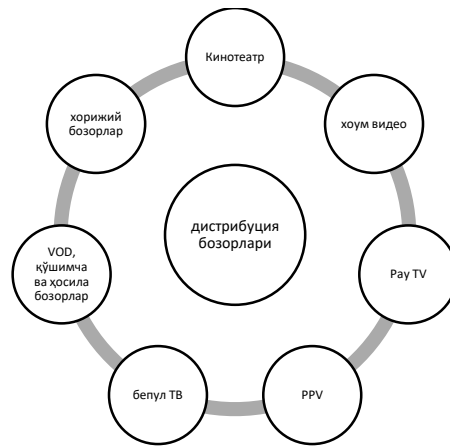 Кинотеатр
хоум видео
Pay TV
PPV
бепул ТВ
VOD,
қўшимча
ва ҳосила
бозорлар
хорижий
бозорлар
дистрибуция
бозорлари